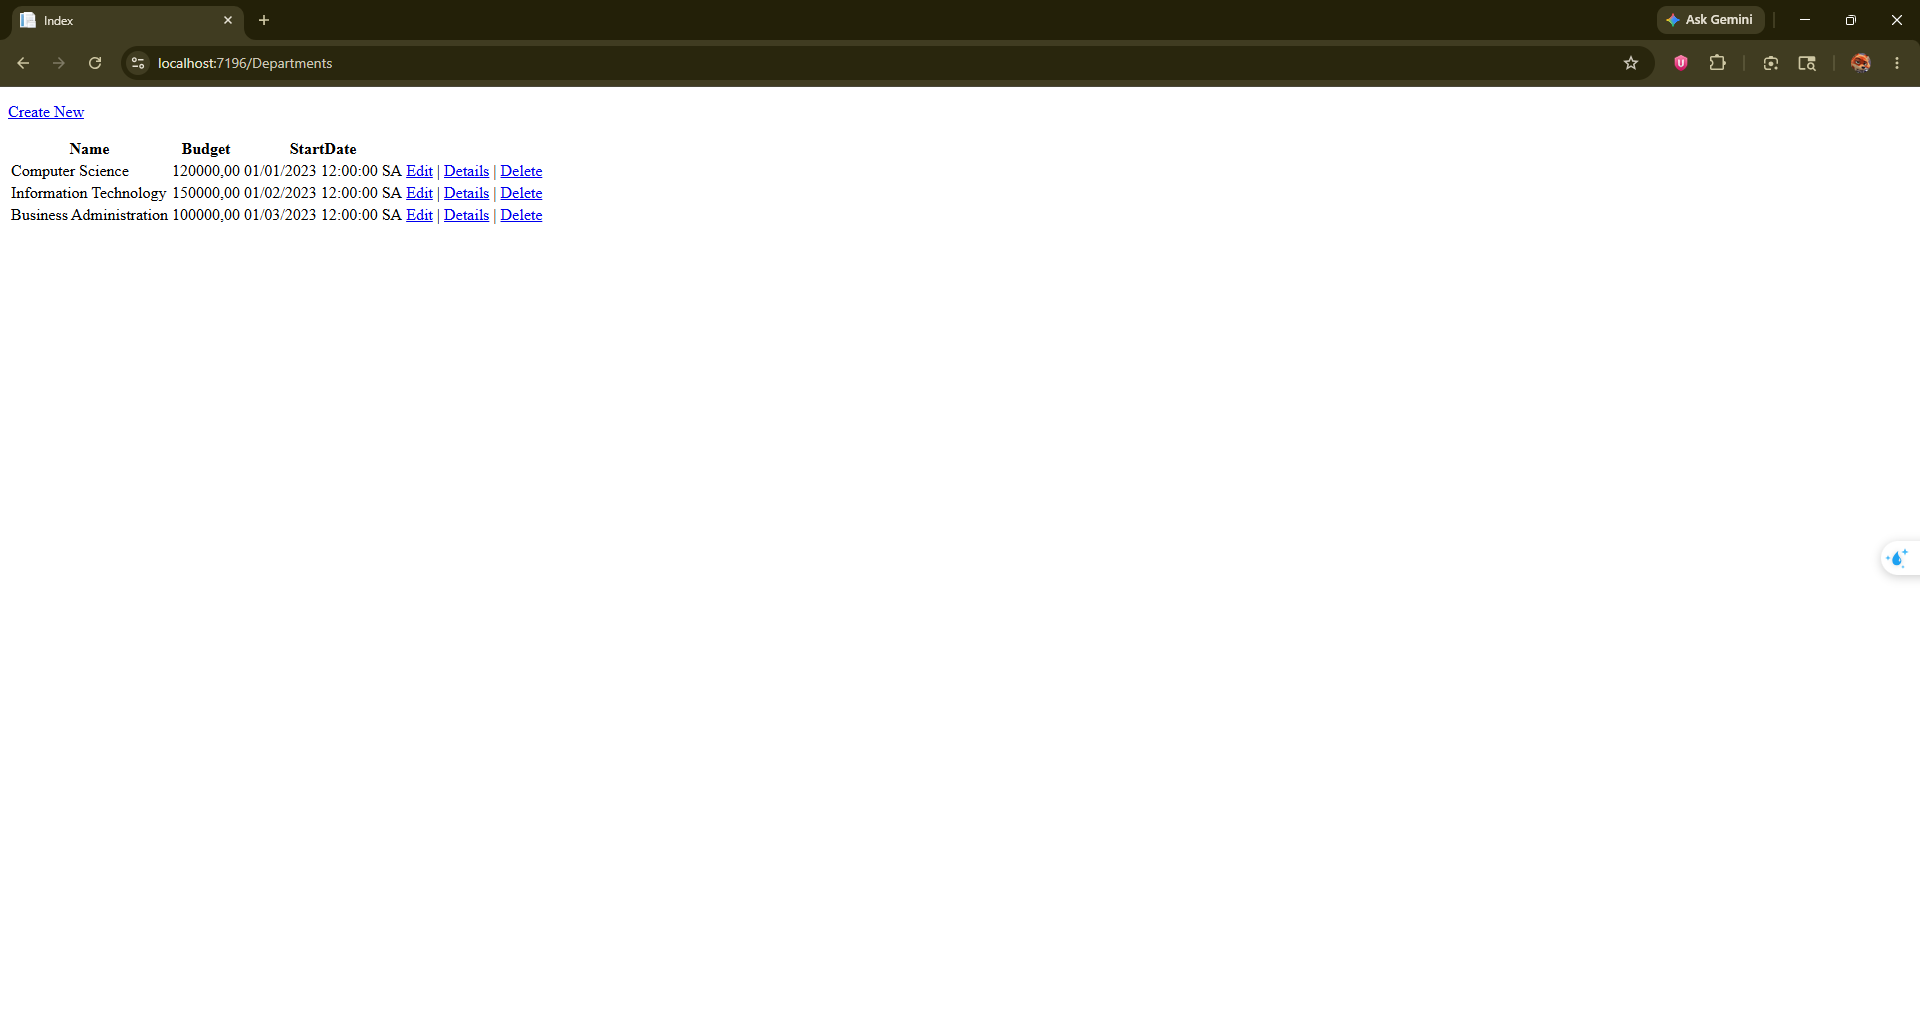 Index
Ask Gemini
localhost:7196/Departments
Create New
Name Budget StartDate
Computer Science 120000,00 01/01/2023 12:00:00 SA Edit | Details | Delete
Information Technology 150000,00 01/02/2023 12:00:00 SA Edit | Details | Delete
Business Administration 100000,00 01/03/2023 12:00:00 SA Edit | Details | Delete